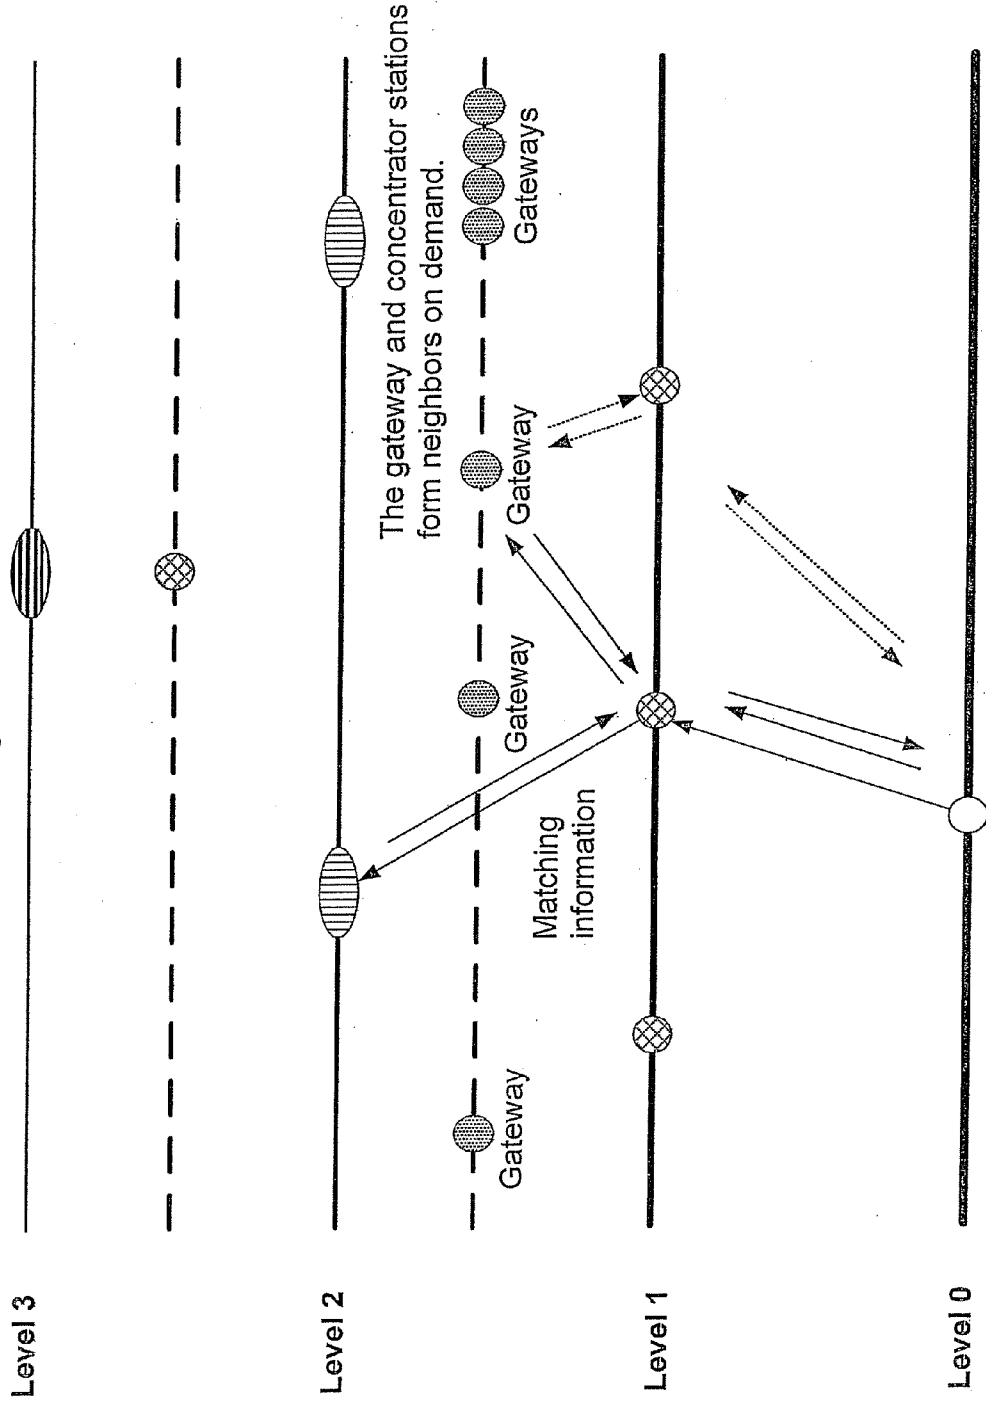 Level 3
Level 2
The gateway and concentrator stations
form neighbors on demand.
Gateway
Gateway
Gateway
Gateways
Matching
information
Level 1
Level 0